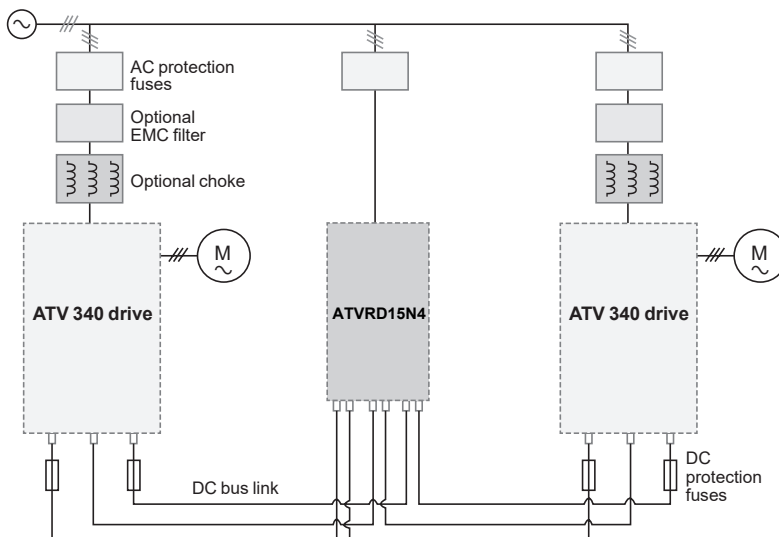 AC protection
fuses
Optional
EMC filter
Optional choke
M
M
ATV 340 drive
ATVRD15N4
ATV 340 drive
DC bus link
DC
protection
fuses